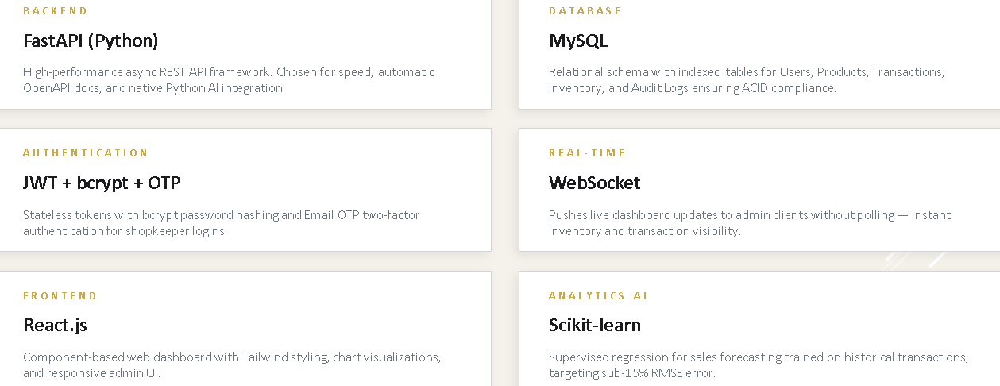 BACKEND
FastAPI (Python)
High-performance async REST API framework. Chosen for speed, automatic
OpenAPI docs, and native Python AI integration.
DATABASE
MySQL
Relational schema with indexed tables for Users, Products, Transactions,
Inventory, and Audit Logs ensuring ACID compliance.
AUTHENTICATION
JWT + bcrypt + OTP
Stateless tokens with bcrypt password hashing and Email OTP two-factor
authentication for shopkeeper logins.
REAL-TIME
WebSocket
Pushes live dashboard updates to admin clients without polling — instant
inventory and transaction visibility.
FRONTEND
React.js
Component-based web dashboard with Tailwind styling, chart visualizations,
and responsive admin UI.
ANALYTICS AI
Scikit-learn
Supervised regression for sales forecasting trained on historical transactions,
targeting sub-15% RMSE error.